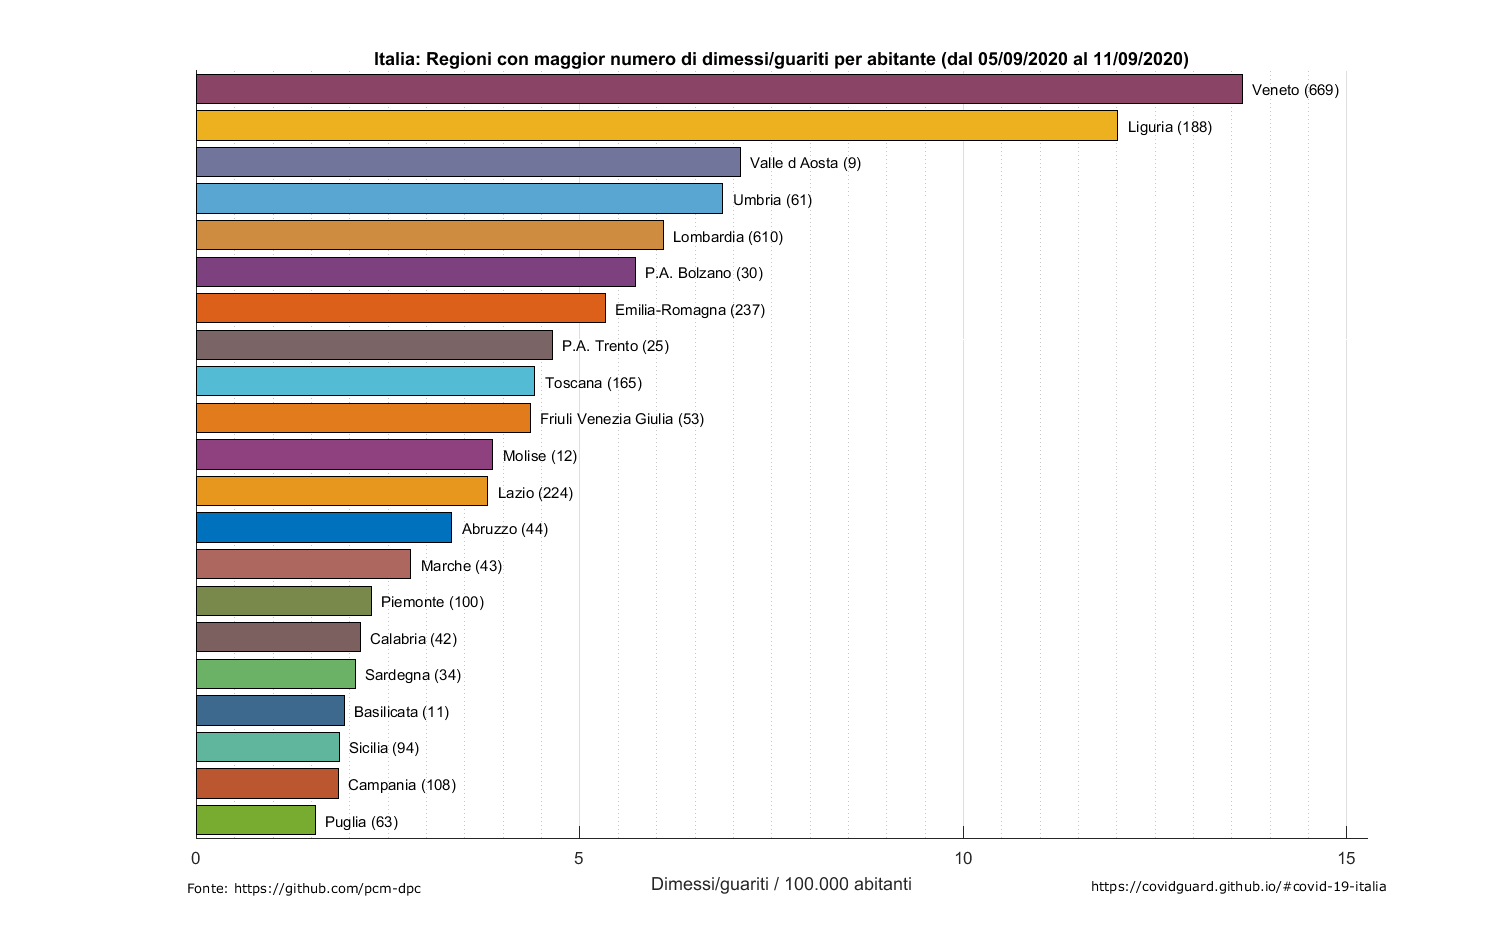 Italia: Regioni con maggior numero di dimessi/guariti per abitante (dal 05/09/2020 al 11/09/2020)
Veneto (669)
Liguria (188)
Valle d Aosta (9)
Umbria (61)
Lombardia (610)
P.A. Bolzano (30)
Emilia-Romagna (237)
P.A. Trento (25)
Toscana (165)
Friuli Venezia Giulia (53)
Molise (12)
Lazio (224)
Abruzzo (44)
Marche (43)
Piemonte (100)
Calabria (42)
Sardegna (34)
Basilicata (11)
Sicilia (94)
Campania (108)
Puglia (63)
0 5 10 15
Dimessi/guariti / 100.000 abitanti
Fonte: https://github.com/pcm-dpc
https://covidguard.github.io/#covid-19-italia